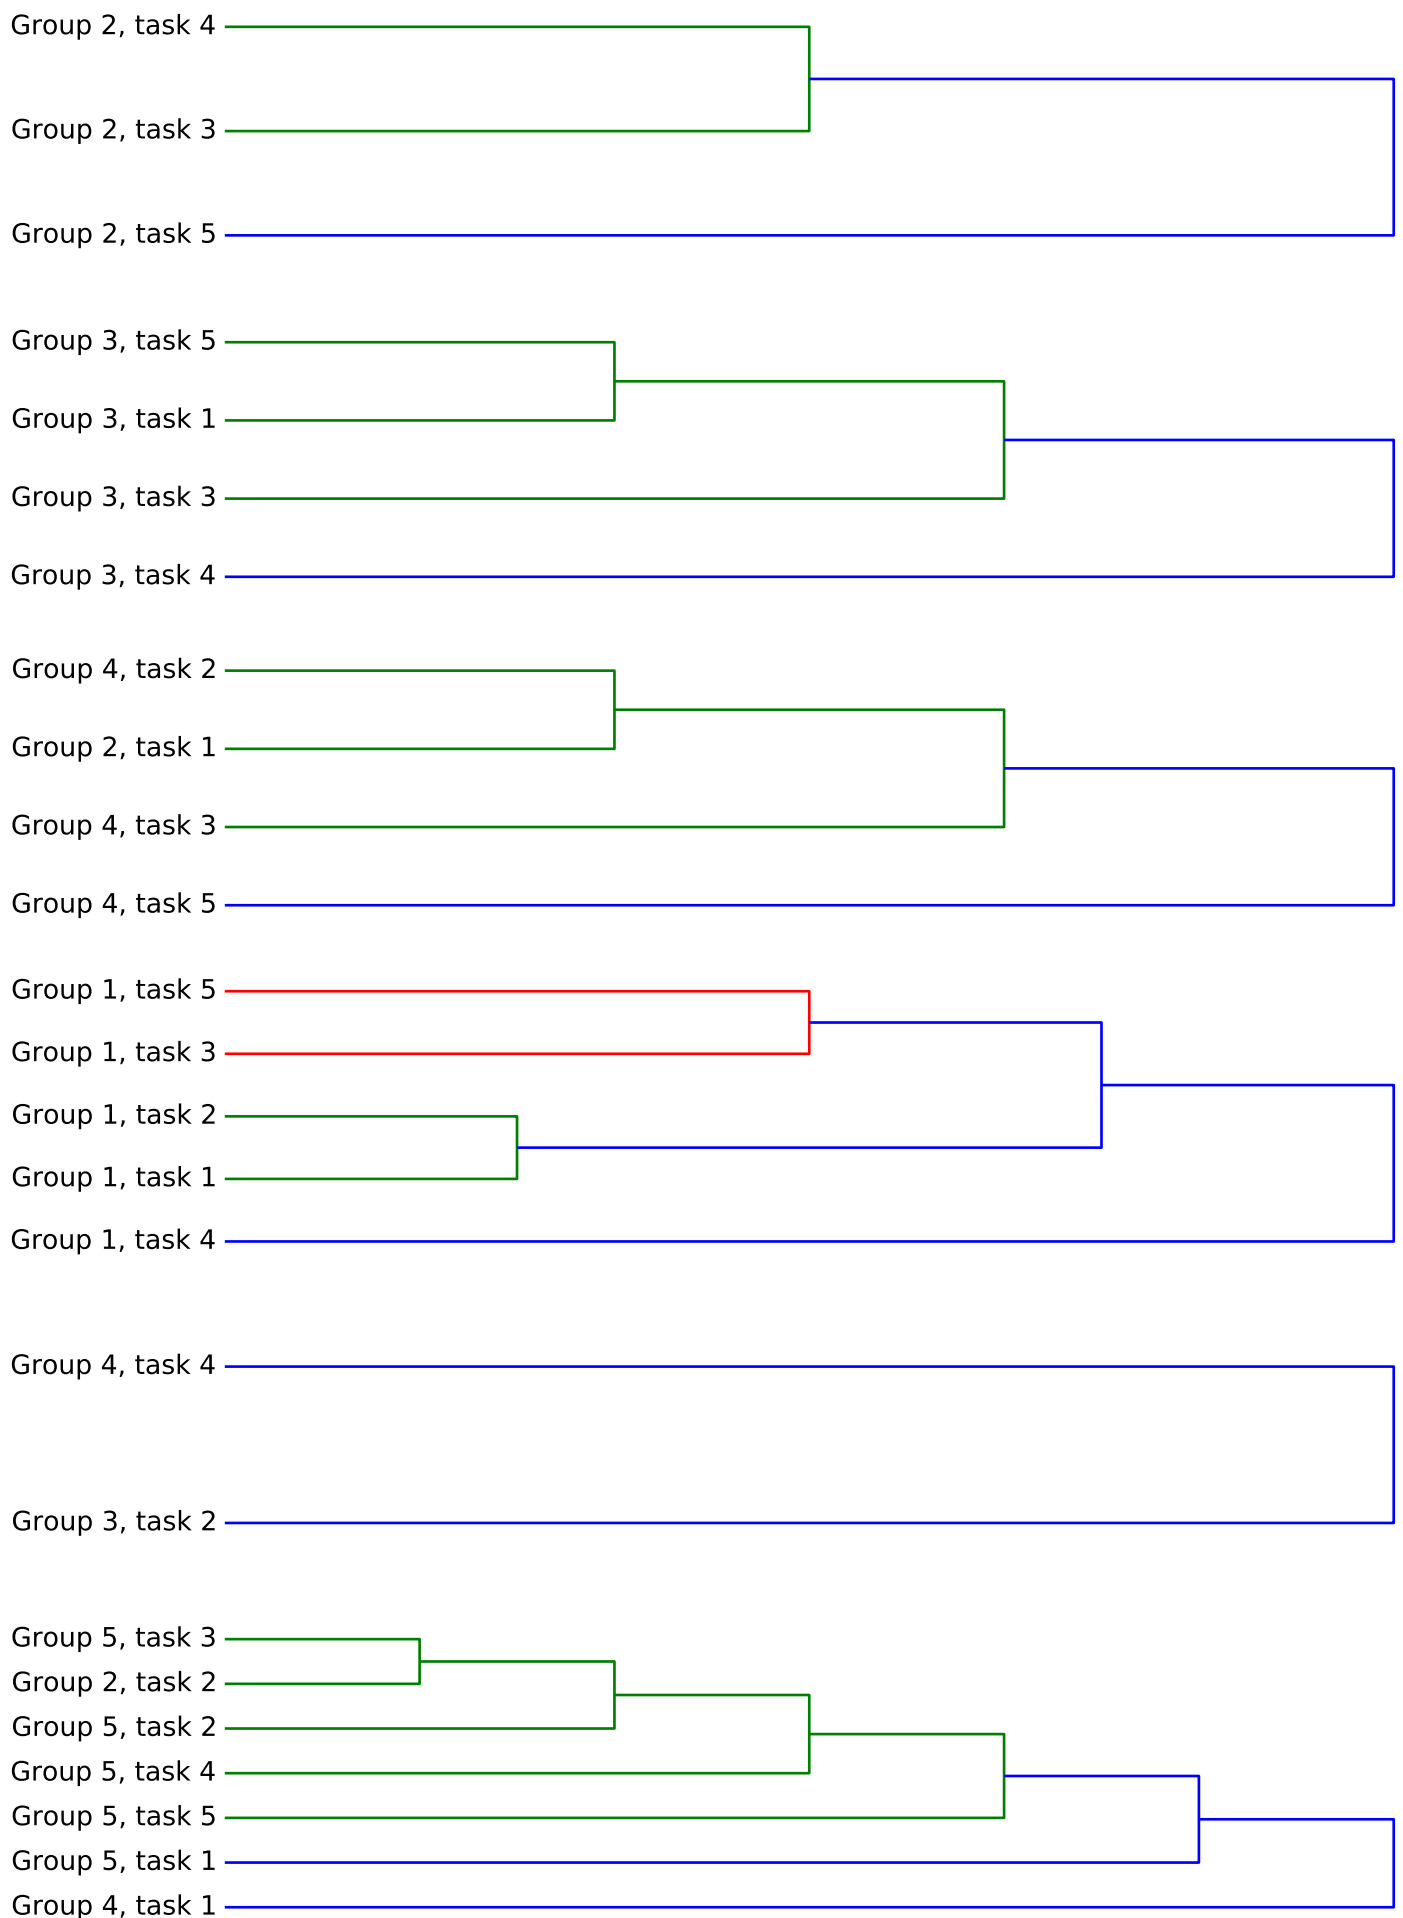 Group 2, task 4
Group 2, task 3
Group 2, task 5
Group 3, task 5
Group 3, task 1
Group 3, task 3
Group 3, task 4
Group 4, task 2
Group 2, task 1
Group 4, task 3
Group 4, task 5
Group 1, task 5
Group 1, task 3
Group 1, task 2
Group 1, task 1
Group 1, task 4
Group 4, task 4
Group 3, task 2
Group 5, task 3
Group 2, task 2
Group 5, task 2
Group 5, task 4
Group 5, task 5
Group 5, task 1
Group 4, task 1